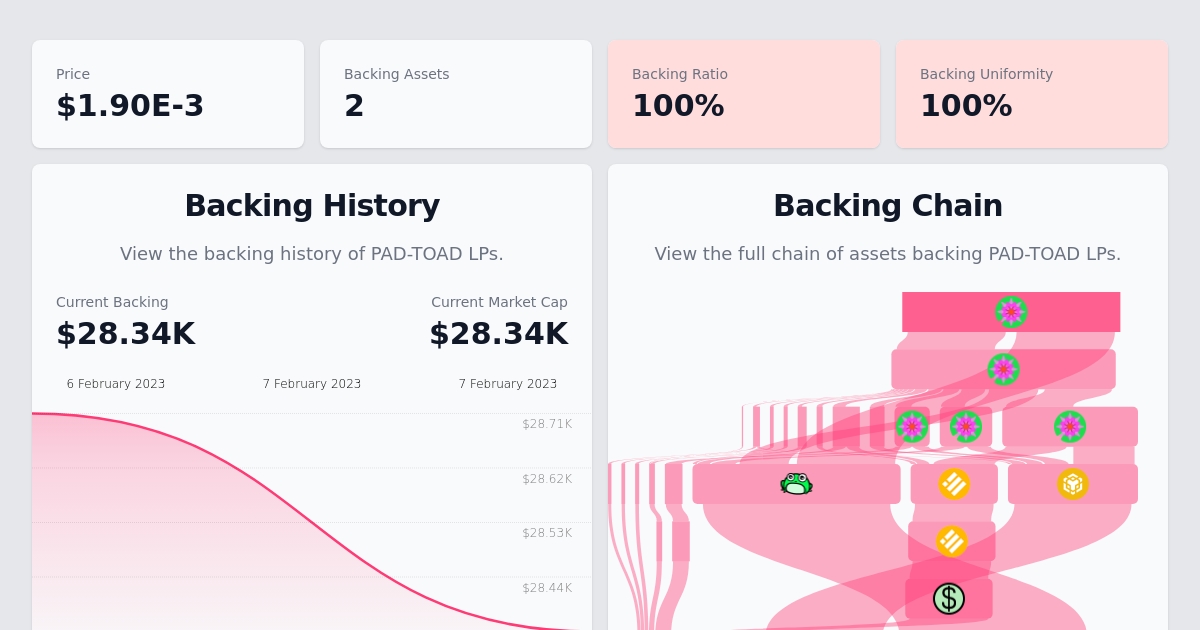 Price
$1.90E-3
Backing Assets
2
Backing Ratio
100%
Backing Uniformity
100%
Backing History
View the backing history of PAD-TOAD LPs.
Current Backing
$28.34K
Current Market Cap
$28.34K
6 February 2023
7 February 2023
7 February 2023
$28.71K
$28.62K
$28.53K
$28.44K
Backing Chain
View the full chain of assets backing PAD-TOAD LPs.
$